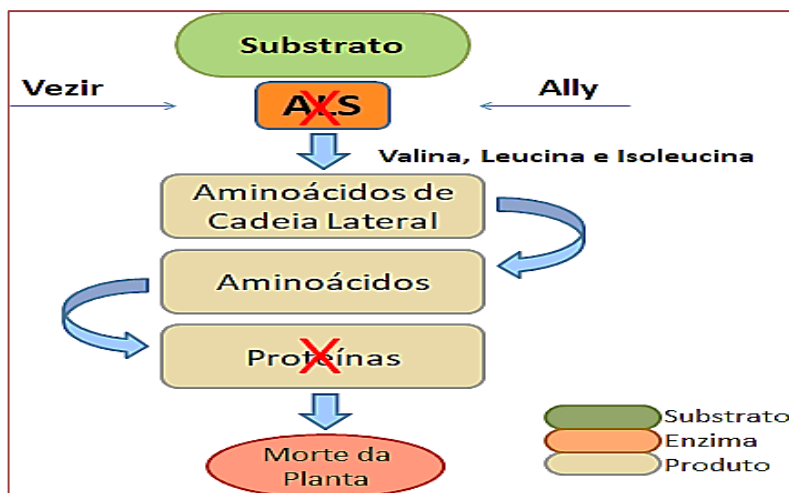 Substrato
Vezir
ALS
Ally
Valina, Leucina e Isoleucina
Aminoácidos de
Cadeia Lateral
Aminoácidos
Proteínas
Morte da
Planta
Substrato
Enzima
Produto